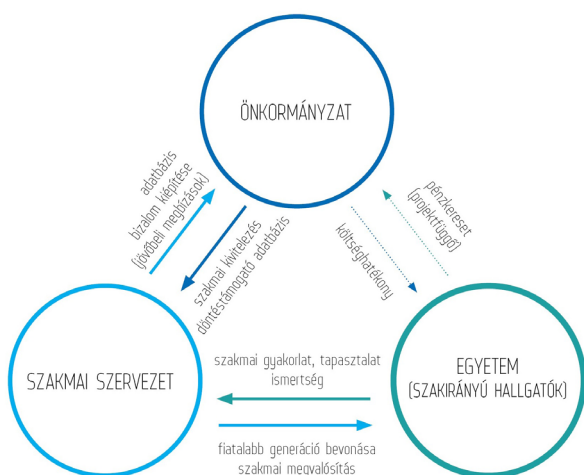 ÖNKORMÁNYZAT
adatbázis
bizalom kiépítése
(jövőbeli megbízások)
szakmai kivitelezés
döntéstámogató adatbázis
pénzkereset
(projektfüggő)
költséghatékony
SZAKMAI SZERVEZET
szakmai gyakorlat, tapasztalat
ismertség
EGYETEM
(SZAKIRÁNYÚ HALLGATÓK)
fiatalabb generáció bevonása
szakmai megvalósítás